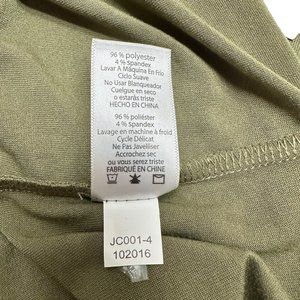 96 % polyester
4 % spandex
Lavar A Máquina En Frío
Ciclo Suave
No Usar Blanqueador
Cuelgue en seco
o estarás triste
HECHO EN CHINA
96 % poliéster
4 % spandex
Lavage en machine à froid
Cycle Délicat
Ne Pas Javelliser
Accrochez sec
ou vous serez triste
FABRIQUÉ EN CHINE
JC001-4
102016